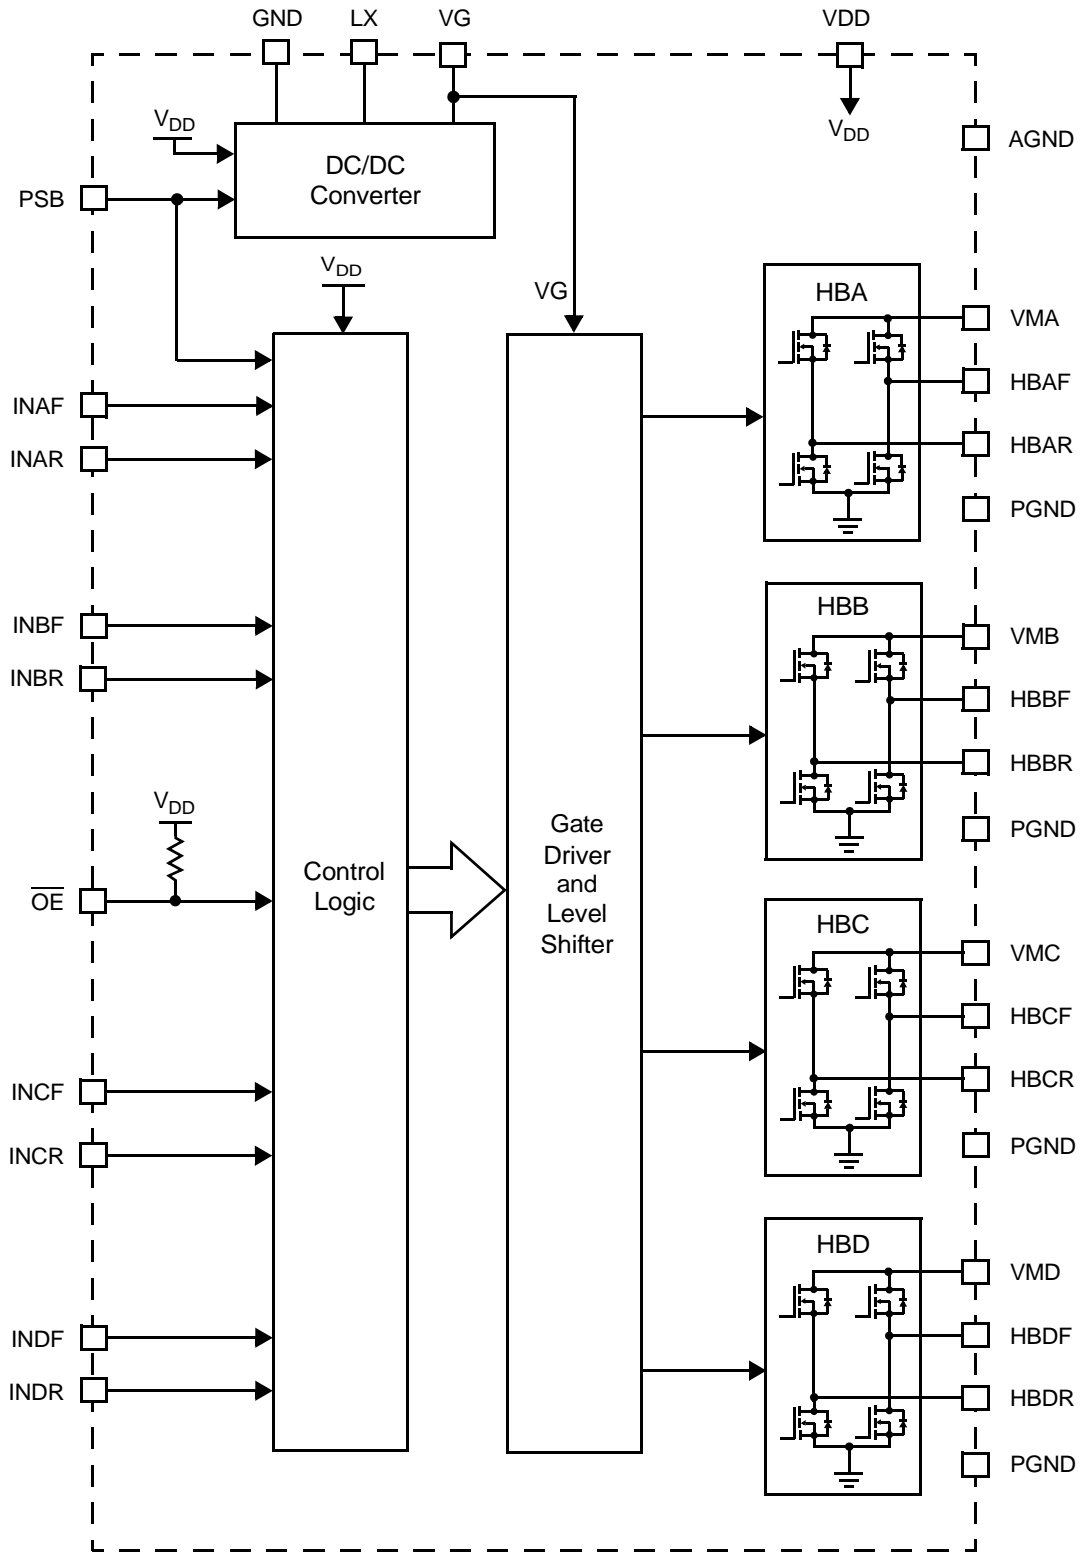 GND
LX
VG
VDD
VDD
VDD
AGND
DC/DC
Converter
PSB
VDD
VG
HBA
VMA
HBAF
HBAR
PGND
INAF
INAR
HBB
VMB
HBBF
HBBR
PGND
INBF
INBR
VDD
OE
Control
Logic
Gate
Driver
and
Level
Shifter
HBC
VMC
HBCF
HBCR
PGND
INCF
INCR
HBD
VMD
HBDF
HBDR
PGND
INDF
INDR